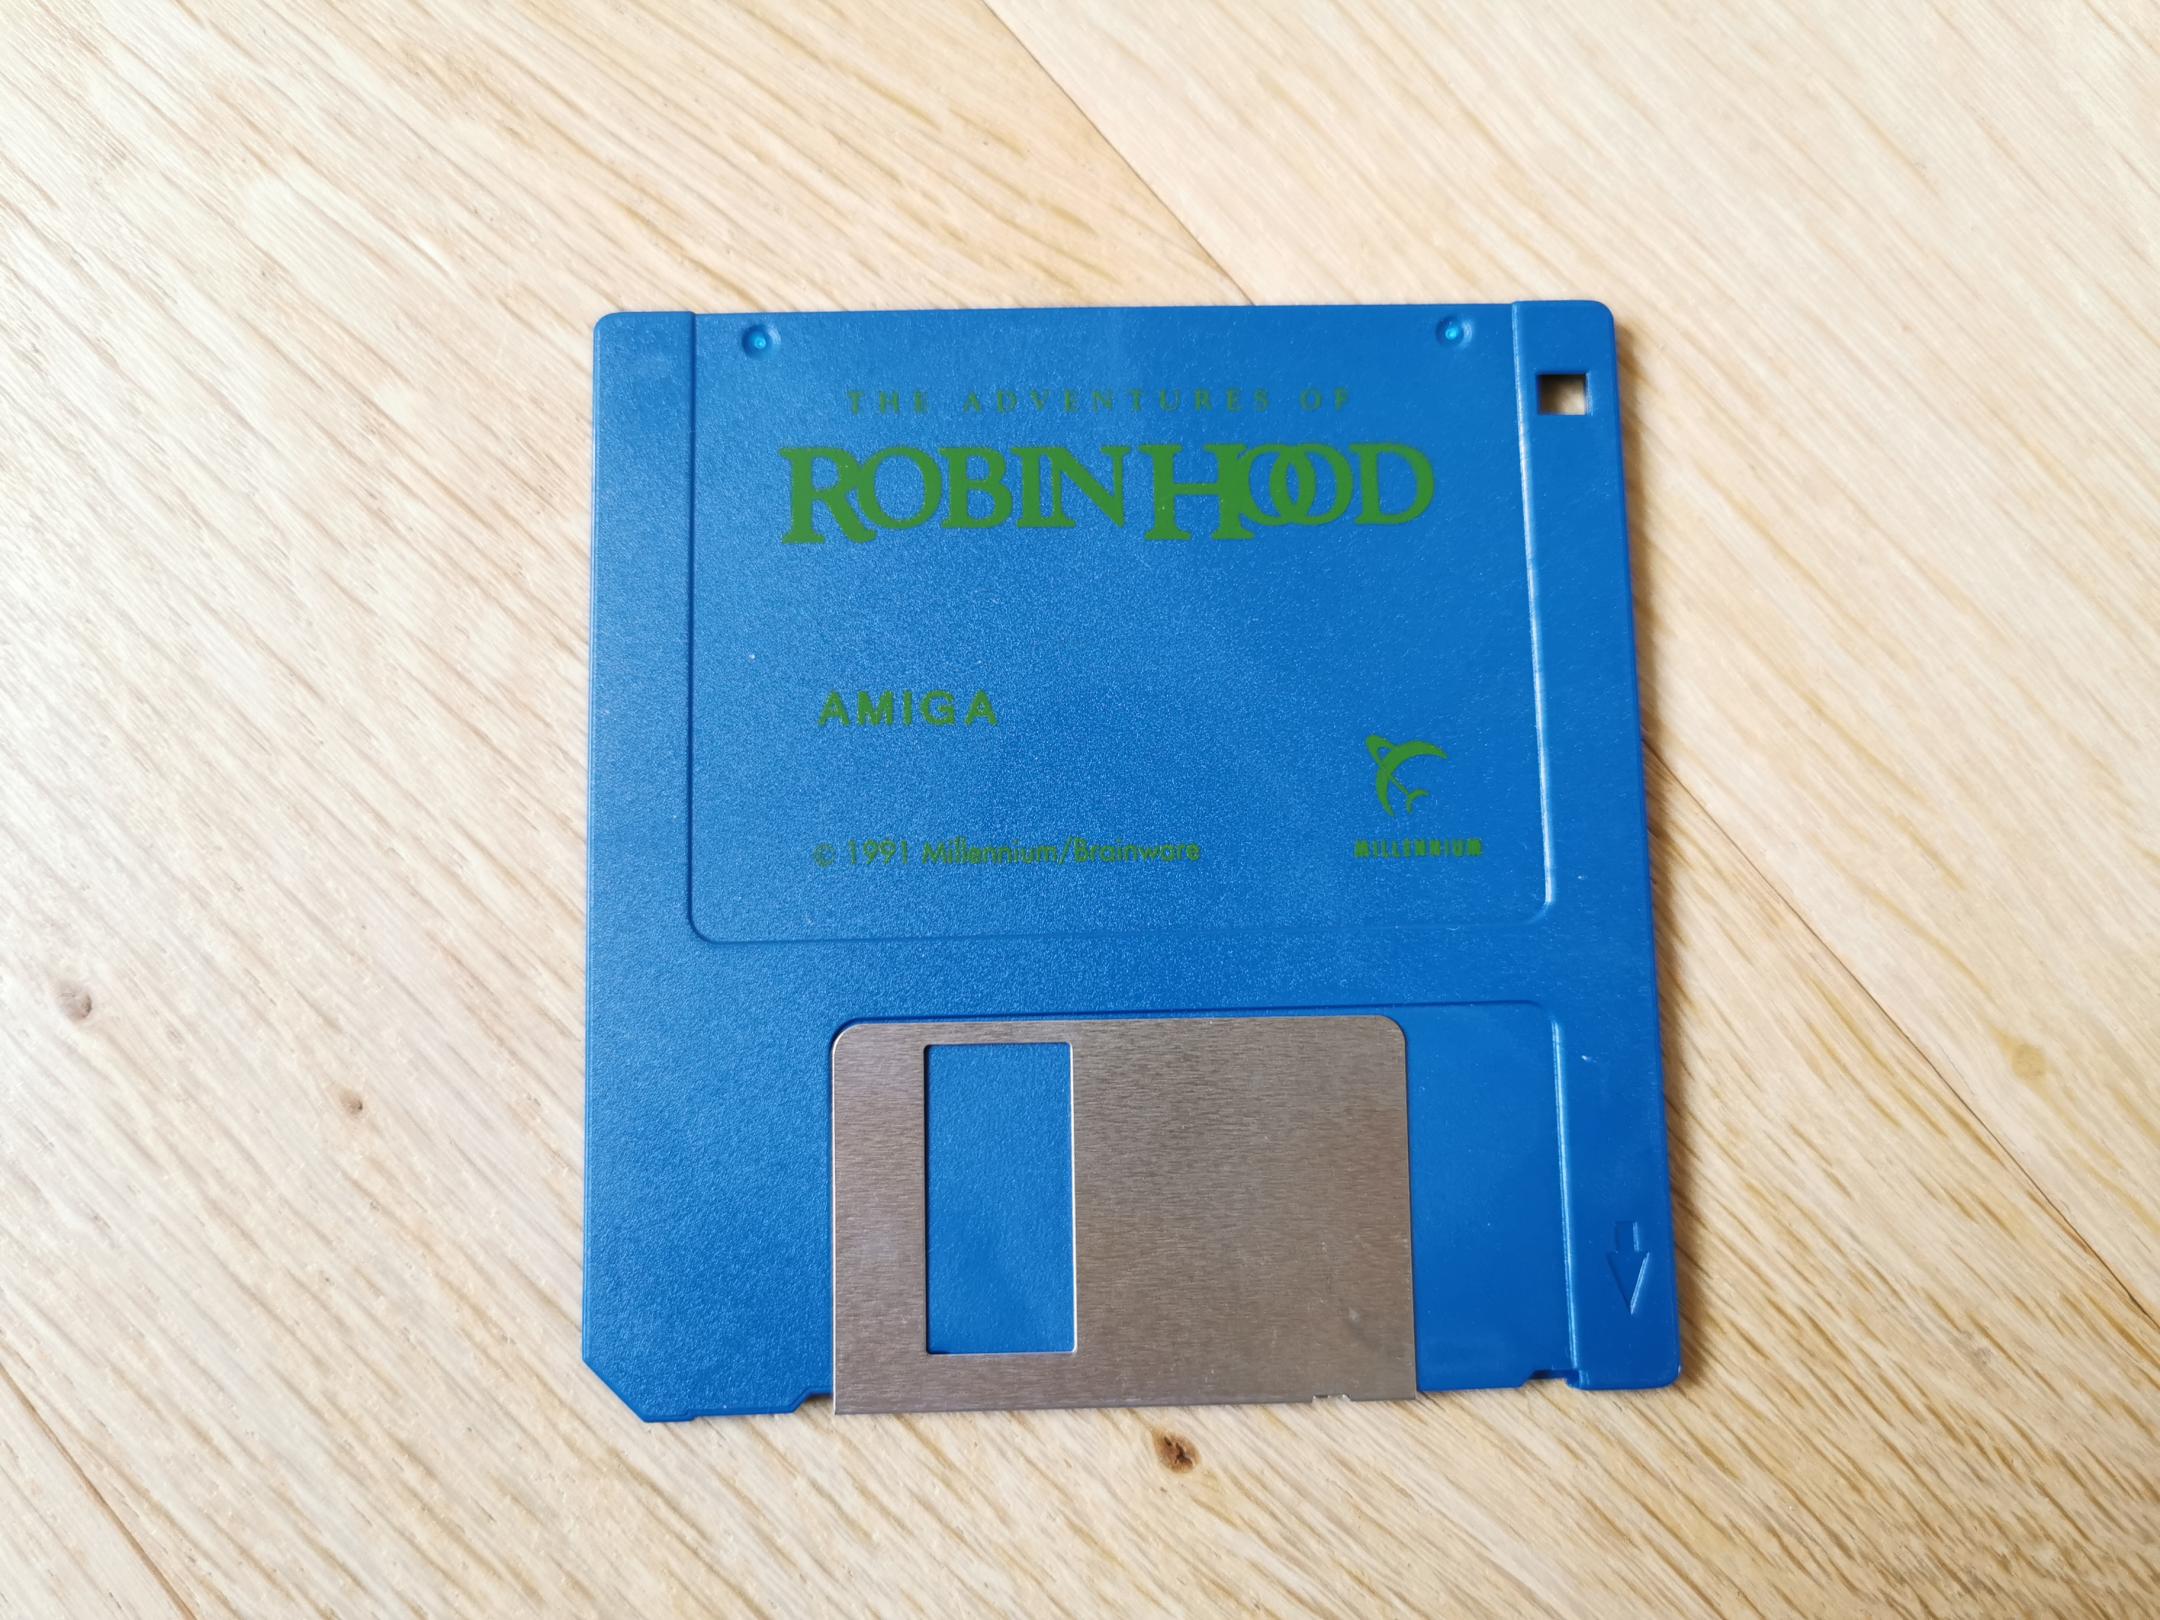 THE ADVENTURES OF
ROBIN HOOD
AMIGA
© 1991 Millennium/Brainware
MILLENNIUM